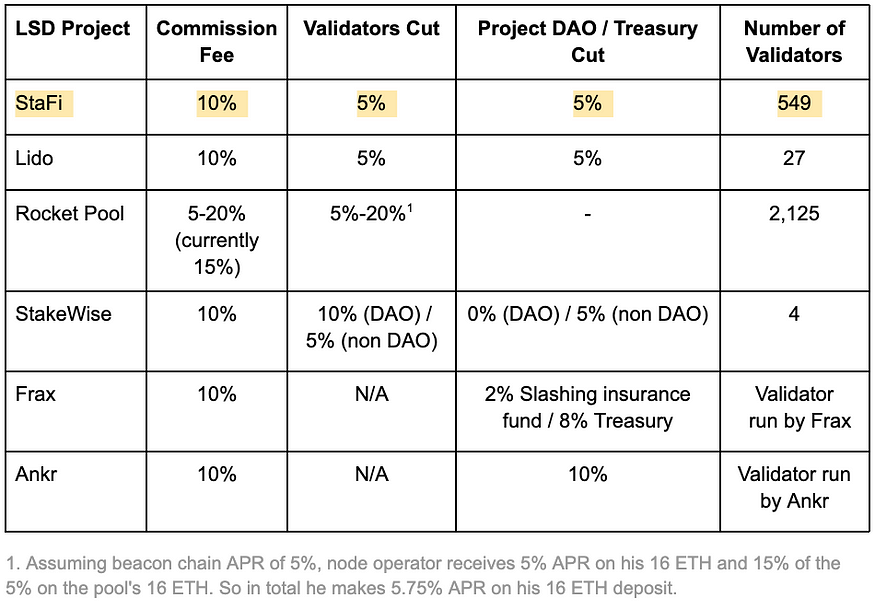 LSD Project Commission Fee Validators Cut Project DAO / Treasury Cut Number of Validators
StaFi 10% 5% 5% 549
Lido 10% 5% 5% 27
Rocket Pool 5-20% (currently 15%) 5%-20%¹ - 2,125
StakeWise 10% 10% (DAO) / 5% (non DAO) 0% (DAO) / 5% (non DAO) 4
Frax 10% N/A 2% Slashing insurance fund / 8% Treasury Validator run by Frax
Ankr 10% N/A 10% Validator run by Ankr
1. Assuming beacon chain APR of 5%, node operator receives 5% APR on his 16 ETH and 15% of the
5% on the pool's 16 ETH. So in total he makes 5.75% APR on his 16 ETH deposit.